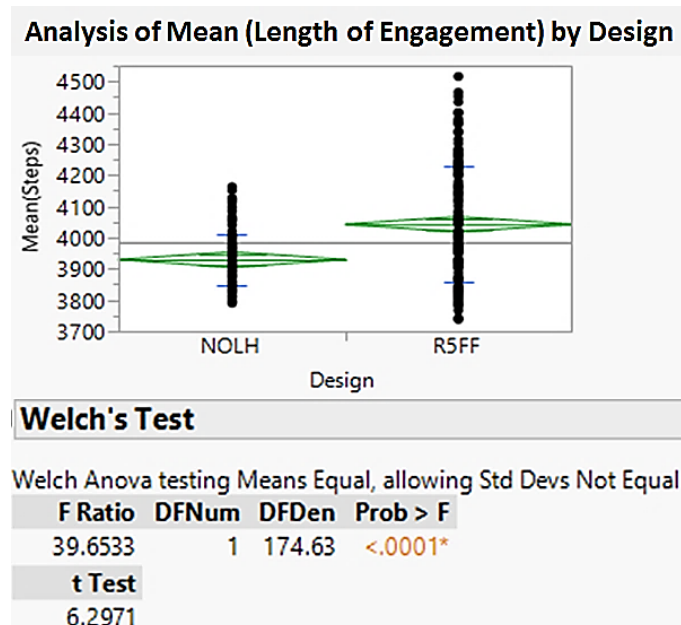 Analysis of Mean (Length of Engagement) by Design
Mean(Steps)
4500
4400
4300
4200
4100
4000
3900
3800
3700
NOLH R5FF
Design
Welch's Test
Welch Anova testing Means Equal, allowing Std Devs Not Equal
F Ratio DFNum DFDen Prob > F
39.6533 1 174.63 <.0001*
t Test
6.2971